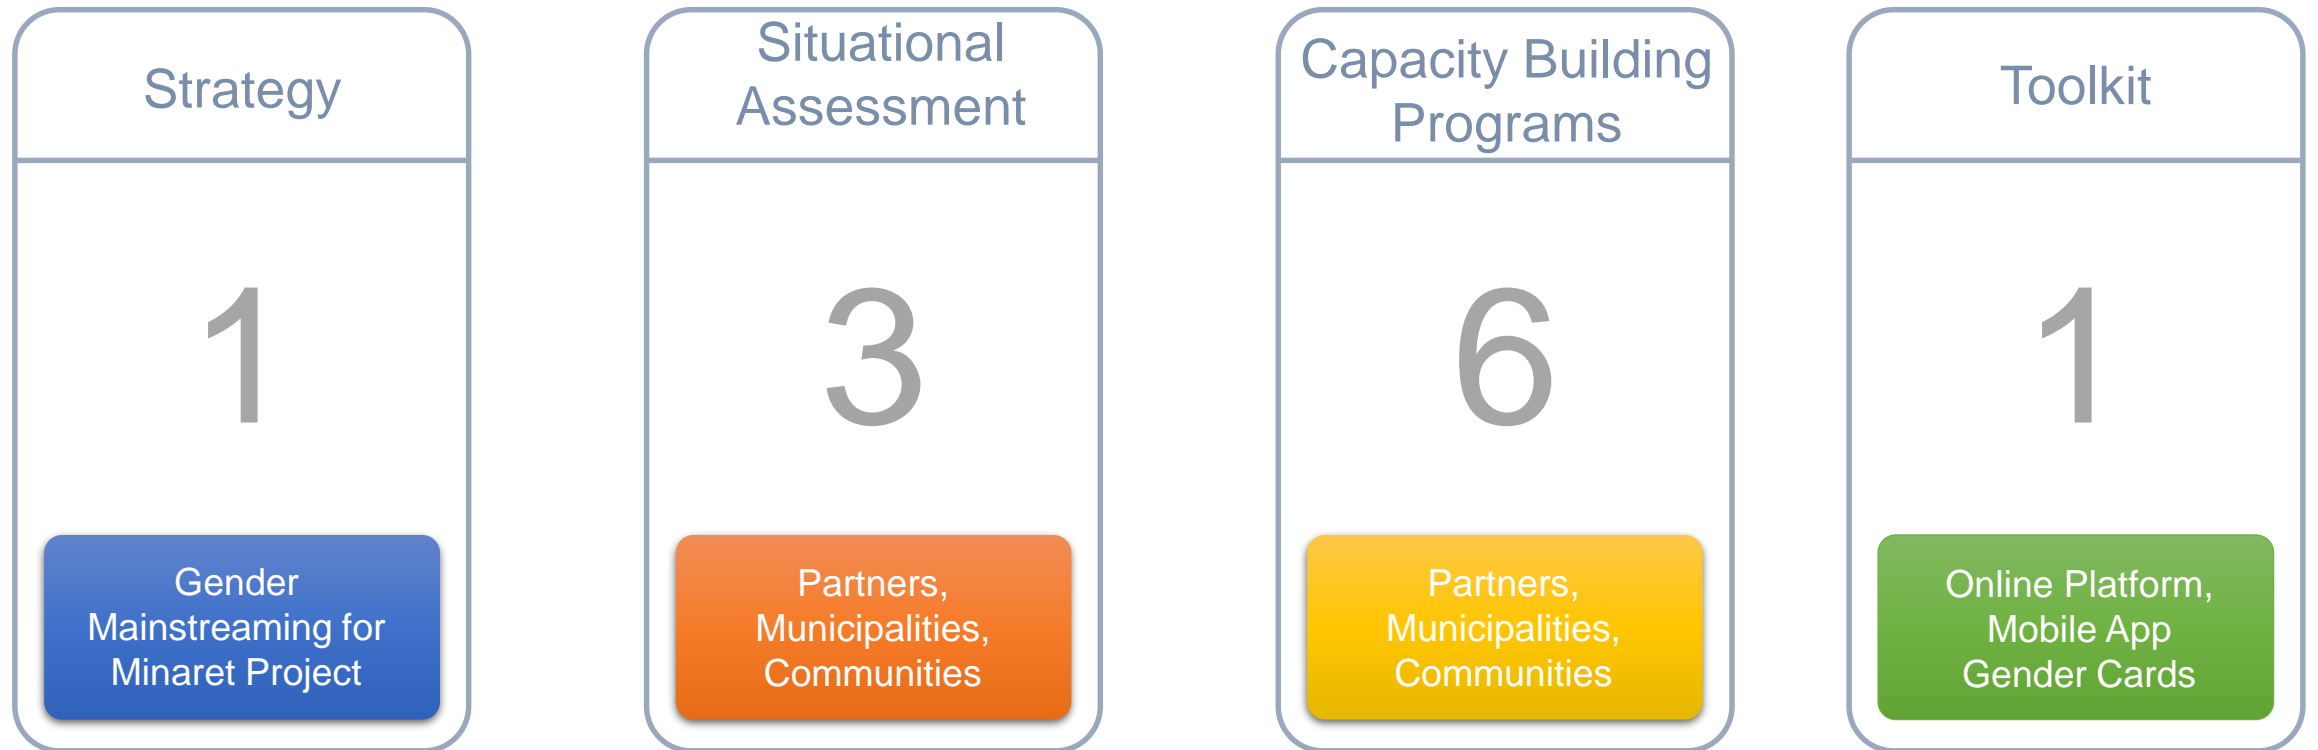 Strategy
1
Gender
Mainstreaming for
Minaret Project
Situational
Assessment
3
Partners,
Municipalities,
Communities
Capacity Building
Programs
6
Partners,
Municipalities,
Communities
Toolkit
1
Online Platform,
Mobile App
Gender Cards